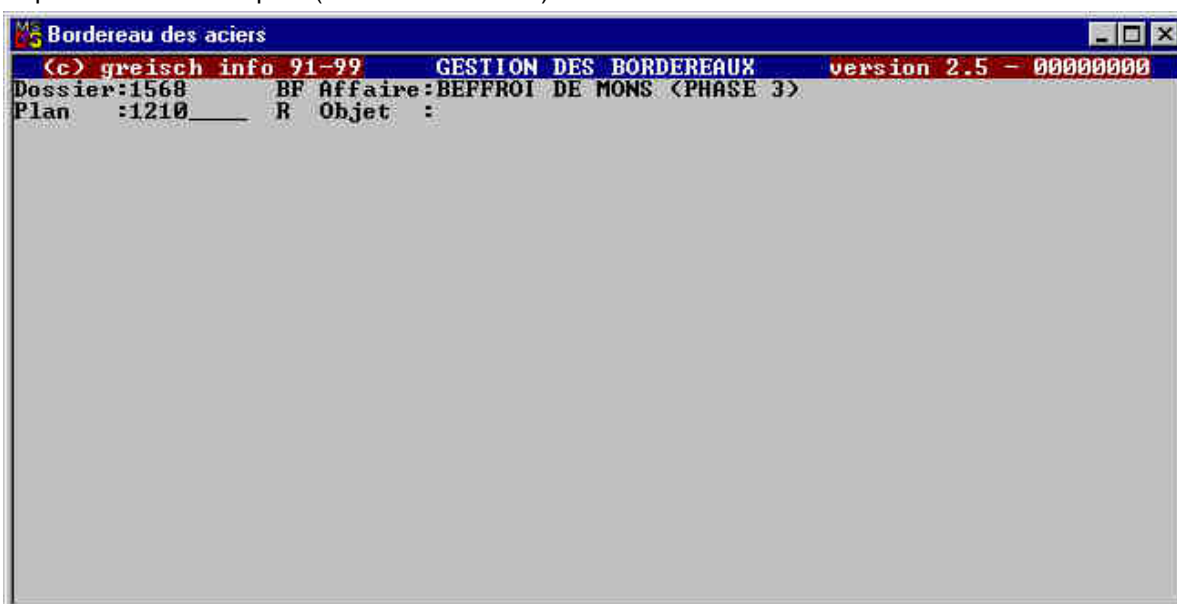 Bordereau des aciers
(c) greisch info 91-99 GESTION DES BORDEREAUX version 2.5 - 00000000
Dossier:1568 BF Affaire:BEFFROI DE MONS (PHASE 3)
Plan :1210_____ R Objet :